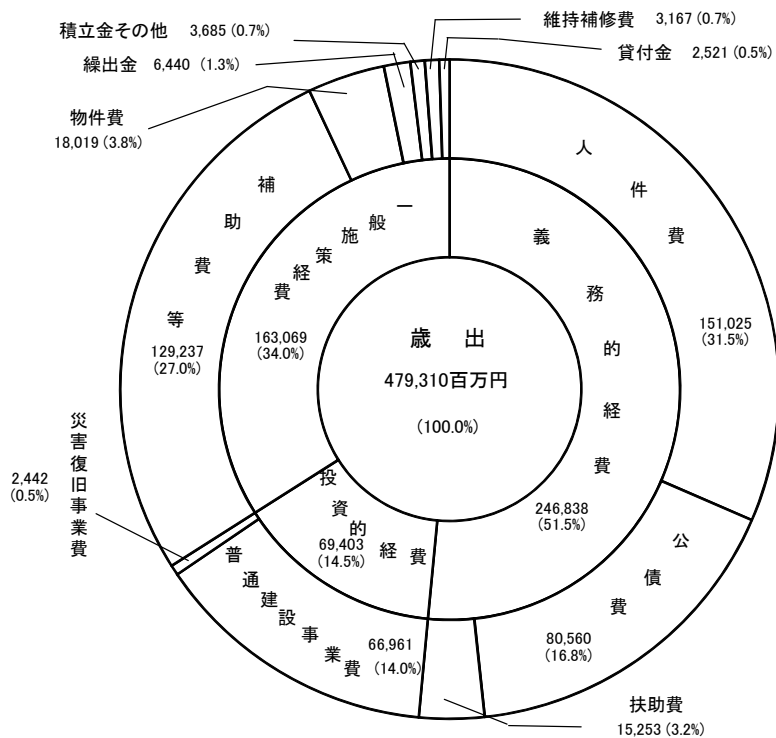 積立金その他 3,685 (0.7%)
維持補修費 3,167 (0.7%)
繰出金 6,440 (1.3%)
貸付金 2,521 (0.5%)
物件費
18,019 (3.8%)
人件費
151,025
(31.5%)
補助費等
129,237
(27.0%)
一般施策経費
163,069
(34.0%)
義務的経費
246,838
(51.5%)
歳 出
479,310百万円
(100.0%)
災害復旧事業費
2,442
(0.5%)
投資的経費
69,403
(14.5%)
普通建設事業費
66,961
(14.0%)
公債費
80,560
(16.8%)
扶助費
15,253 (3.2%)